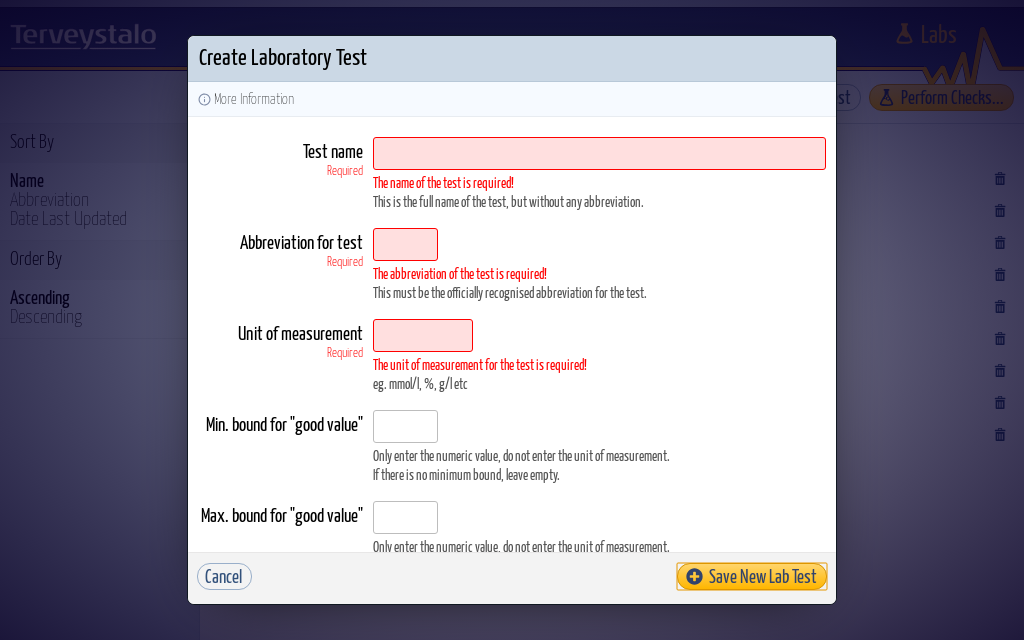 Terveystalo
Labs
st
Perform Checks...
Sort By
Name
Abbreviation
Date Last Updated
Order By
Ascending
Descending
Create Laboratory Test
More Information
Test name
Required
The name of the test is required!
This is the full name of the test, but without any abbreviation.
Abbreviation for test
Required
The abbreviation of the test is required!
This must be the officially recognised abbreviation for the test.
Unit of measurement
Required
The unit of measurement for the test is required!
eg. mmol/l, %, g/l etc
Min. bound for "good value"
Only enter the numeric value, do not enter the unit of measurement.
If there is no minimum bound, leave empty.
Max. bound for "good value"
Only enter the numeric value, do not enter the unit of measurement.
Cancel
Save New Lab Test